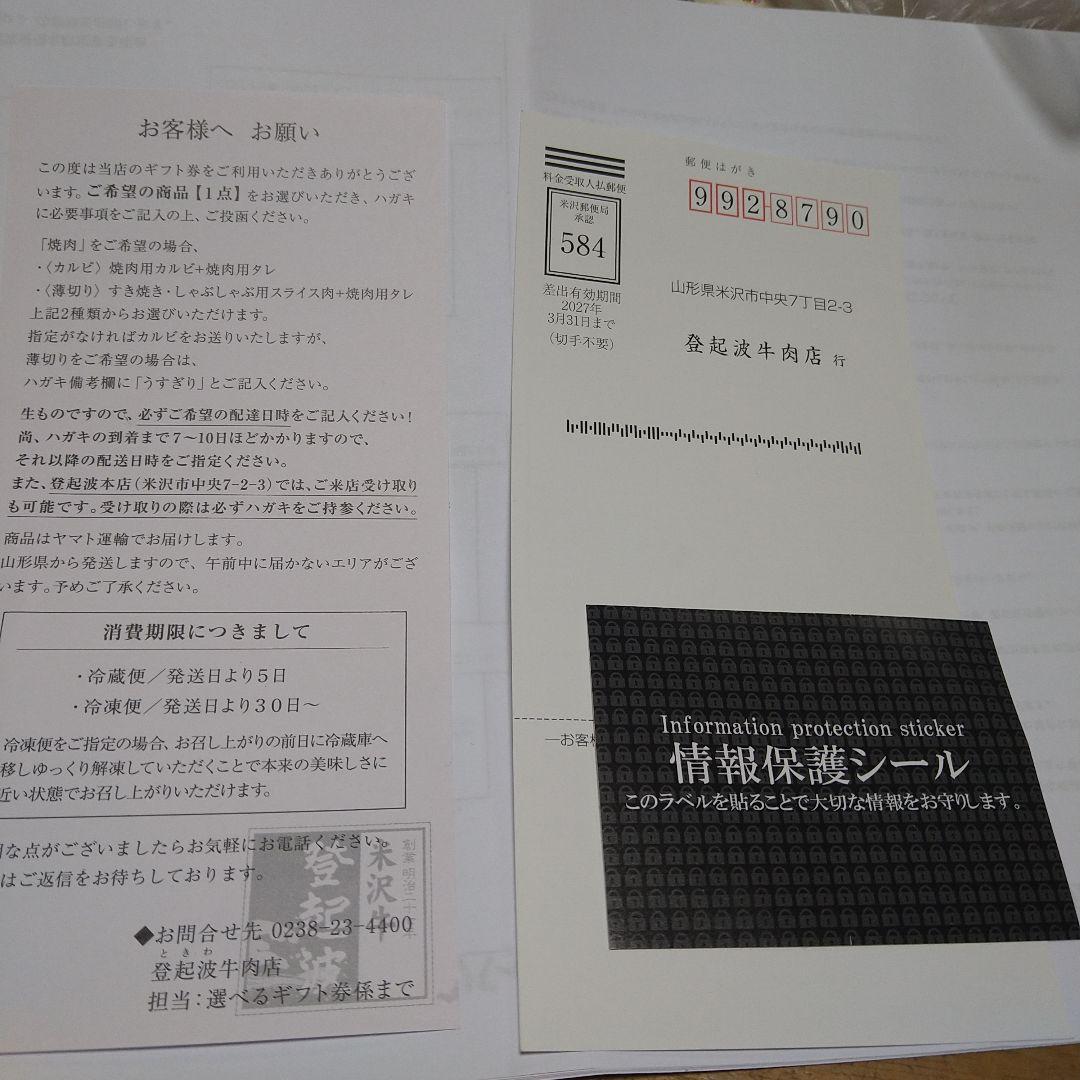 お客様へ お願い
この度は当店のギフト券をご利用いただきありがとうござ
います。ご希望の商品【1点】をお選びいただき、ハガキ
に必要事項をご記入の上、ご投函ください。
「焼肉」をご希望の場合、
・〈カルビ〉焼肉用カルビ+焼肉用タレ
・〈薄切り〉すき焼き・しゃぶしゃぶ用スライス肉+焼肉用タレ
上記2種類からお選びいただけます。
指定がなければカルビをお送りいたしますが、
薄切りをご希望の場合は、
ハガキ備考欄に「うすぎり」とご記入ください。
生ものですので、必ずご希望の配達日時をご記入ください!
尚、ハガキの到着まで7〜10日ほどかかりますので、
それ以降の配送日時をご指定ください。
また、登起波本店(米沢市中央7-2-3)では、ご来店受け取り
も可能です。受け取りの際は必ずハガキをご持参ください。
商品はヤマト運輸でお届けします。
山形県から発送しますので、午前中に届かないエリアがござ
います。予めご了承ください。
消費期限につきまして
・冷蔵便/発送日より5日
・冷凍便/発送日より30日〜
冷凍便をご指定の場合、お召し上がりの前日に冷蔵庫へ
移しゆっくり解凍していただくことで本来の美味しさに
近い状態でお召し上がりいただけます。
な点がございましたらお気軽にお電話ください。
はご返信をお待ちしております。
創業明治二十
米沢牛
登起波
◆お問合せ先 0238-23-4400
ときわ
登起波牛肉店
担当:選べるギフト券係まで
郵便はがき
992-8790
料金受取人払郵便
米沢郵便局
承認
584
差出有効期間
2027年
3月31日まで
(切手不要)
山形県米沢市中央7丁目2-3
登起波牛肉店 行
―お客様
Information protection sticker
情報保護シール
このラベルを貼ることで大切な情報をお守りします。